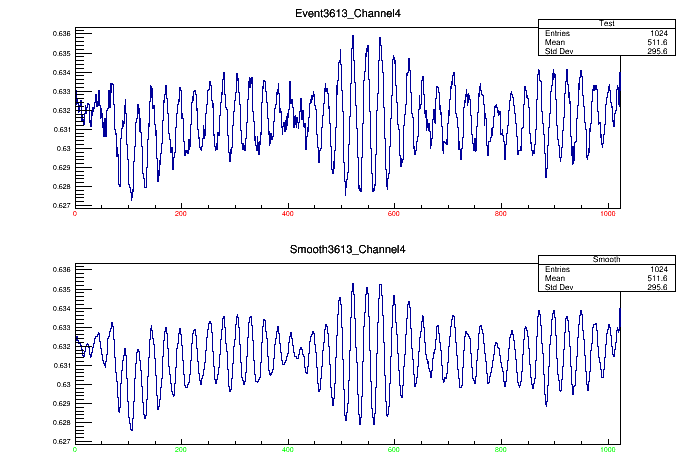 Event3613_Channel4
Test
Entries 1024
Mean 511.6
Std Dev 295.6
0.636
0.635
0.634
0.633
0.632
0.631
0.63
0.629
0.628
0.627
0 200 400 600 800 1000
Smooth3613_Channel4
Smooth
Entries 1024
Mean 511.6
Std Dev 295.6
0.636
0.635
0.634
0.633
0.632
0.631
0.63
0.629
0.628
0.627
0 200 400 600 800 1000